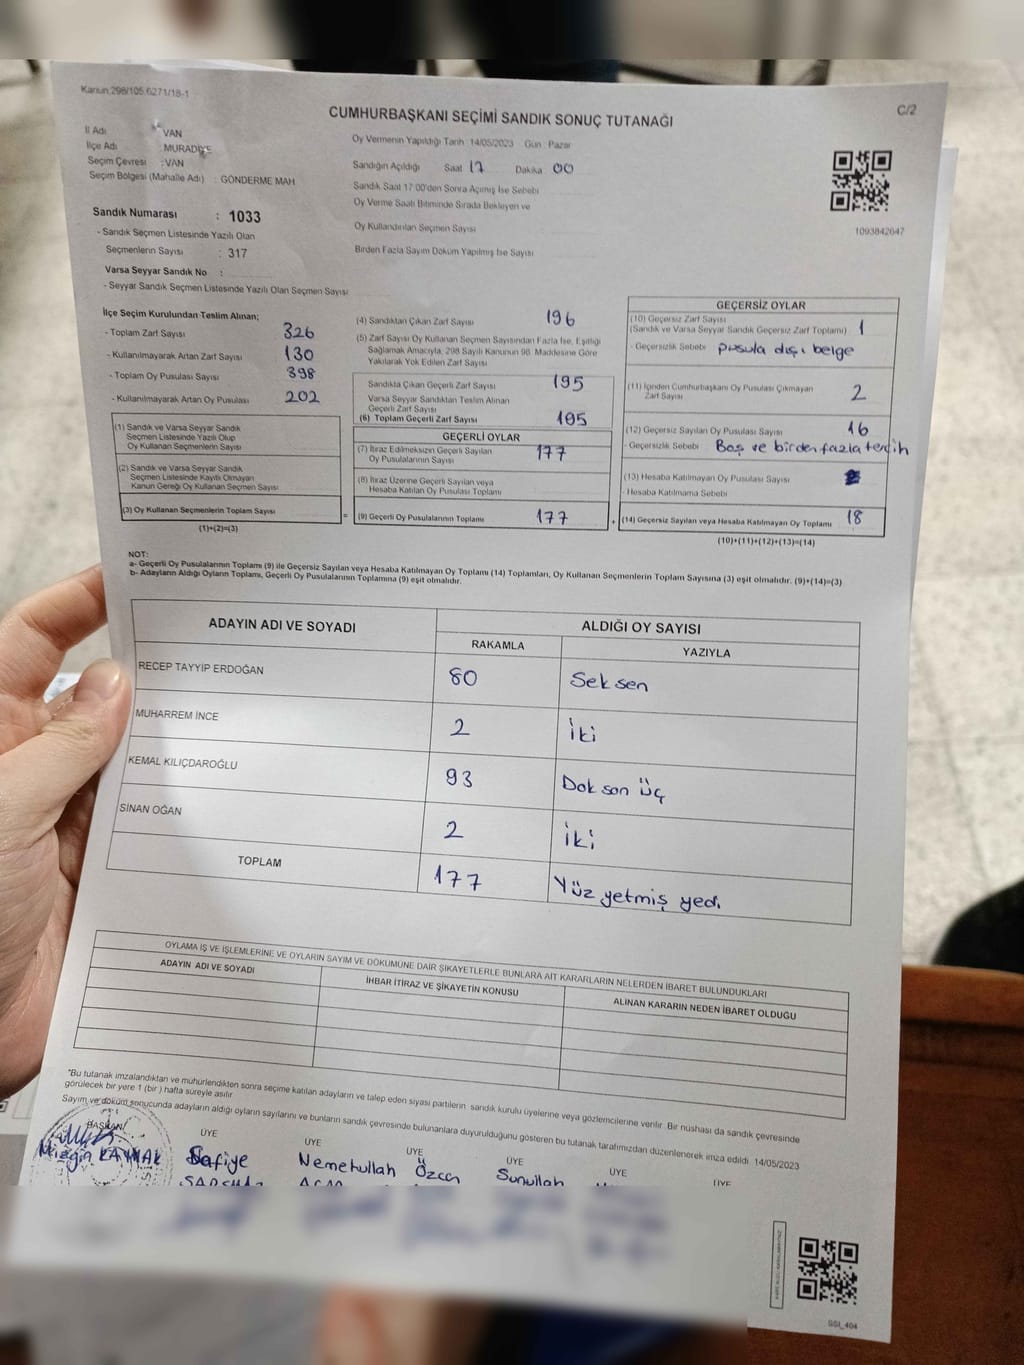 Kanun:298/105,6271/18-1
C/2
CUMHURBAŞKANI SEÇİMİ SANDIK SONUÇ TUTANAĞI
İl Adı : VAN
İlçe Adı : MURADİYE
Seçim Çevresi : VAN
Seçim Bölgesi (Mahalle Adı) : GÖNDERME MAH
Sandık Numarası : 1033
- Sandık Seçmen Listesinde Yazılı Olan
Seçmenlerin Sayısı : 317
Varsa Seyyar Sandık No :
- Seyyar Sandık Seçmen Listesinde Yazılı Olan Seçmen Sayısı
Oy Vermenin Yapıldığı Tarih 14/05/2023 Gün : Pazar
Sandığın Açıldığı Saat 17 Dakika 00
Sandık Saat 17:00'den Sonra Açımış İse Sebebi
Oy Verme Saati Bitiminde Sırada Bekleyen ve
Oy Kullandırılan Seçmen Sayısı
Birden Fazla Sayım Döküm Yapılmış İse Sayısı
1093842647
İlçe Seçim Kurulundan Teslim Alınan;
- Toplam Zarf Sayısı 326
- Kullanılmayarak Artan Zarf Sayısı 130
- Toplam Oy Pusulası Sayısı 398
- Kullanılmayarak Artan Oy Pusulası 202
(1) Sandık ve Varsa Seyyar Sandık
Seçmen Listesinde Yazılı Olup
Oy Kullanan Seçmenlerin Sayısı
(2) Sandık ve Varsa Seyyar Sandık
Seçmen Listesinde Kayıtlı Olmayan
Kanun Gereği Oy Kullanan Seçmen Sayısı
(3) Oy Kullanan Seçmenlerin Toplam Sayısı
(1)+(2)=(3)
(4) Sandıktan Çıkan Zarf Sayısı 196
(5) Zarf Sayısı Oy Kullanan Seçmen Sayısından Fazla İse, Eşitliği
Sağlamak Amacıyla, 298 Sayılı Kanunun 98. Maddesine Göre
Yakılarak Yok Edilen Zarf Sayısı
Sandıkta Çıkan Geçerli Zarf Sayısı 195
Varsa Seyyar Sandıktan Teslim Alınan
Geçerli Zarf Sayısı
(6) Toplam Geçerli Zarf Sayısı 195
GEÇERLİ OYLAR
(7) İtiraz Edilmeksizin Geçerli Sayılan
Oy Pusulalarının Sayısı 177
(8) İtiraz Üzerine Geçerli Sayılan veya
Hesaba Katılan Oy Pusulası Toplamı
= (9) Geçerli Oy Pusulalarının Toplamı 177 +
GEÇERSİZ OYLAR
(10) Geçersiz Zarf Sayısı
(Sandık ve Varsa Seyyar Sandık Geçersiz Zarf Toplamı) 1
- Geçersizlik Sebebi pusula dışı belge
(11) İçinden Cumhurbaşkanı Oy Pusulası Çıkmayan
Zarf Sayısı 2
(12) Geçersiz Sayılan Oy Pusulası Sayısı 16
- Geçersizlik Sebebi Boş ve birden fazla tercih
(13) Hesaba Katılmayan Oy Pusulası Sayısı
- Hesaba Katılmama Sebebi
(14) Geçersiz Sayılan veya Hesaba Katılmayan Oy Toplamı 18
(10)+(11)+(12)+(13)=(14)
NOT:
a- Geçerli Oy Pusulalarının Toplamı (9) ile Geçersiz Sayılan veya Hesaba Katılmayan Oy Toplamı (14) Toplamları, Oy Kullanan Seçmenlerin Toplam Sayısına (3) eşit olmalıdır. (9)+(14)=(3)
b- Adayların Aldığı Oyların Toplamı, Geçerli Oy Pusulalarının Toplamına (9) eşit olmalıdır.
ADAYIN ADI VE SOYADI
ALDIĞI OY SAYISI
RAKAMLA
YAZIYLA
RECEP TAYYİP ERDOĞAN 80 Seksen
MUHARREM İNCE 2 İki
KEMAL KILIÇDAROĞLU 93 Doksan üç
SİNAN OĞAN 2 İki
TOPLAM 177 Yüz yetmiş yedi
OYLAMA İŞ VE İŞLEMLERİNE VE OYLARIN SAYIM VE DÖKÜMÜNE DAİR ŞİKAYETLERLE BUNLARA AİT KARARLARIN NELERDEN İBARET BULUNDUKLARI
ADAYIN ADI VE SOYADI
İHBAR İTİRAZ VE ŞİKAYETİN KONUSU
ALINAN KARARIN NEDEN İBARET OLDUĞU
"Bu tutanak imzalandıktan ve mühürlendikten sonra seçime katılan adayların ve talep eden siyasi partilerin sandık kurulu üyelerine veya gözlemcilerine verilir. Bir nüshası da sandık çevresinde
görülecek bir yere 1 (bir ) hafta süreyle asılır
Sayım ve döküm sonucunda adayların aldığı oyların sayılarını ve bunların sandık çevresinde bulunanlara duyurulduğunu gösteren bu tutanak tarafımızdan düzenlenerek imza edildi. 14/05/2023
BAŞKAN ÜYE ÜYE ÜYE ÜYE ÜYE ÜYE
KAYNAK Safiye Nemetullah Özcan Sunullah
SSI_404